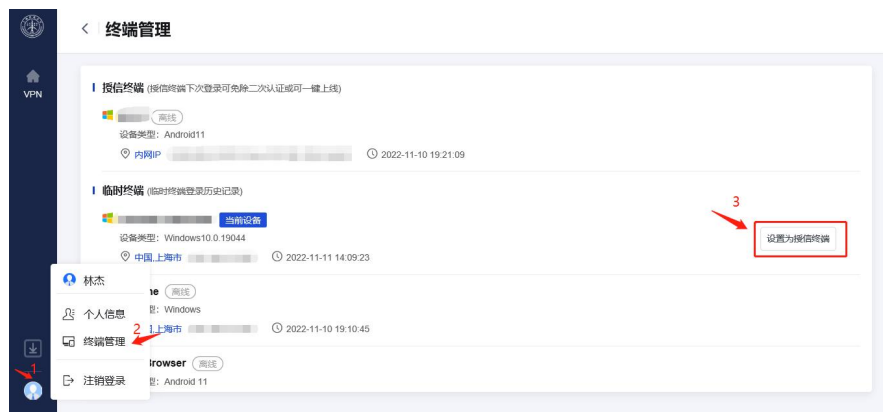 终端管理
VPN
授信终端 (授信终端下次登录可免除二次认证或可一键上线)
离线
设备类型: Android11
内网IP 2022-11-10 19:21:09
临时终端 (临时终端登录历史记录)
3
当前设备
设备类型: Windows10.0.19044
设置为授信终端
中国,上海市 2022-11-11 14:09:23
林杰
离线
个人信息
Windows
2
上海市 2022-11-10 19:10:45
终端管理
1
rowser 离线
注销登录
型: Android 11